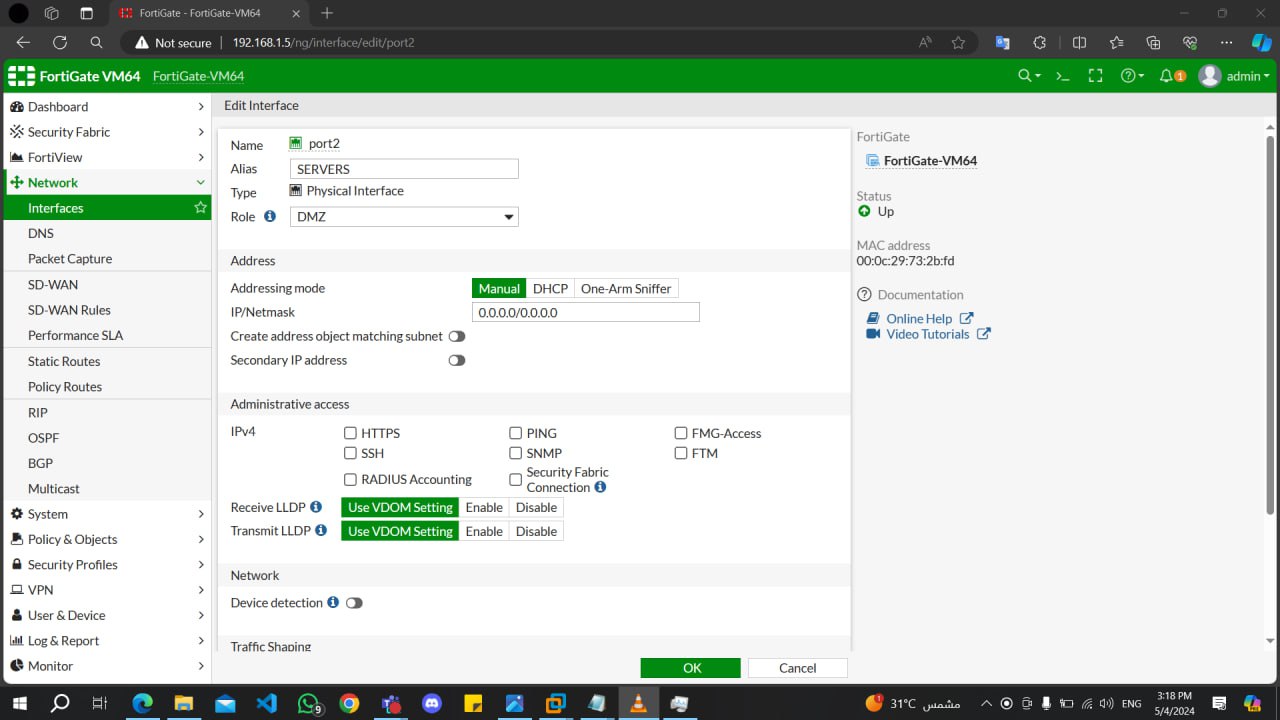 FortiGate - FortiGate-VM64
Not secure
192.168.1.5/ng/interface/edit/port2
FortiGate VM64
FortiGate-VM64
1
admin
Dashboard
Security Fabric
FortiView
Network
Interfaces
DNS
Packet Capture
SD-WAN
SD-WAN Rules
Performance SLA
Static Routes
Policy Routes
RIP
OSPF
BGP
Multicast
System
Policy & Objects
Security Profiles
VPN
User & Device
Log & Report
Monitor
Edit Interface
Name port2
Alias SERVERS
Type Physical Interface
Role DMZ
Address
Addressing mode Manual DHCP One-Arm Sniffer
IP/Netmask 0.0.0.0/0.0.0.0
Create address object matching subnet
Secondary IP address
Administrative access
IPv4 HTTPS PING FMG-Access
SSH SNMP FTM
RADIUS Accounting Security Fabric
Connection
Receive LLDP Use VDOM Setting Enable Disable
Transmit LLDP Use VDOM Setting Enable Disable
Network
Device detection
Traffic Shaping
OK Cancel
FortiGate
FortiGate-VM64
Status
Up
MAC address
00:0c:29:73:2b:fd
Documentation
Online Help
Video Tutorials
9
1
31°C مشمس
ENG
3:18 PM
5/4/2024